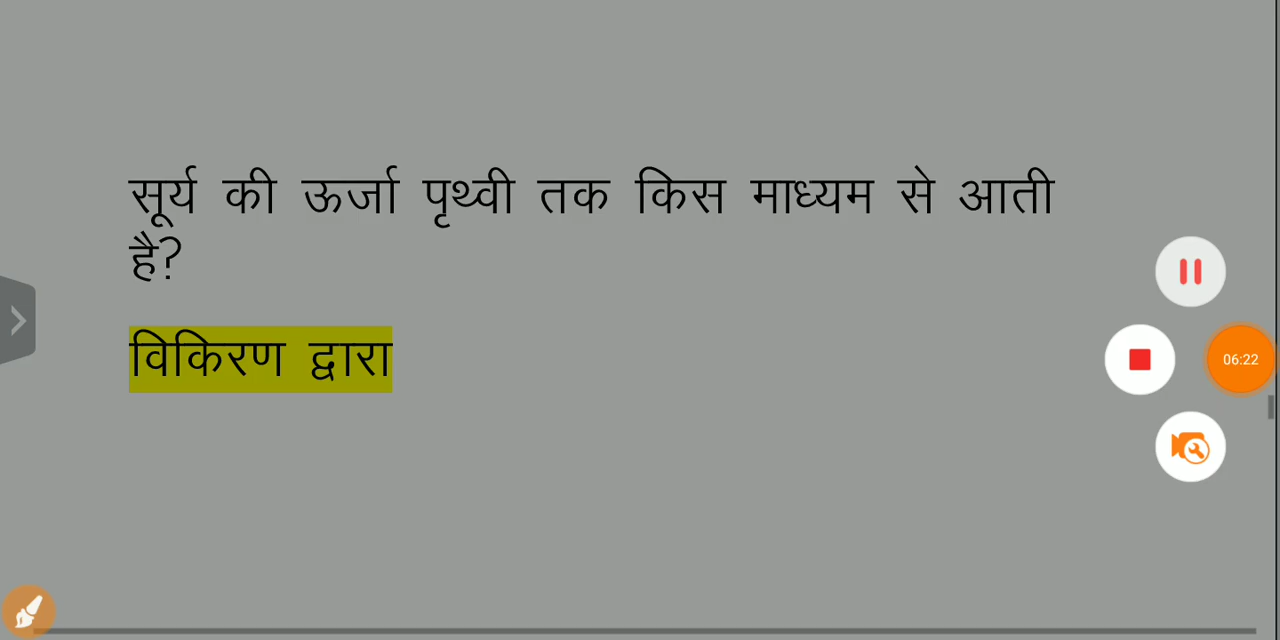 सूर्य की ऊर्जा पृथ्वी तक किस माध्यम से आती
है?
विकिरण द्वारा
06:22